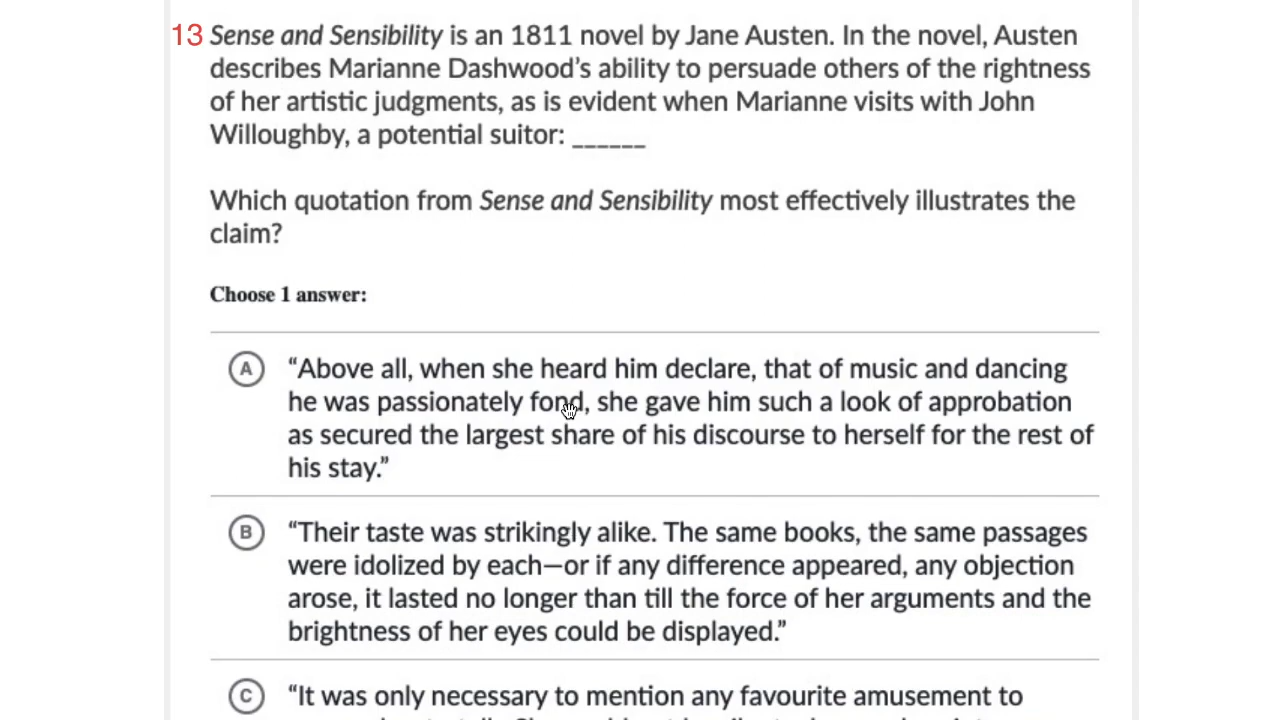 13 Sense and Sensibility is an 1811 novel by Jane Austen. In the novel, Austen
describes Marianne Dashwood’s ability to persuade others of the rightness
of her artistic judgments, as is evident when Marianne visits with John
Willoughby, a potential suitor: ______
Which quotation from Sense and Sensibility most effectively illustrates the
claim?
Choose 1 answer:
A “Above all, when she heard him declare, that of music and dancing
he was passionately fond, she gave him such a look of approbation
as secured the largest share of his discourse to herself for the rest of
his stay.”
B “Their taste was strikingly alike. The same books, the same passages
were idolized by each—or if any difference appeared, any objection
arose, it lasted no longer than till the force of her arguments and the
brightness of her eyes could be displayed.”
C “It was only necessary to mention any favourite amusement to